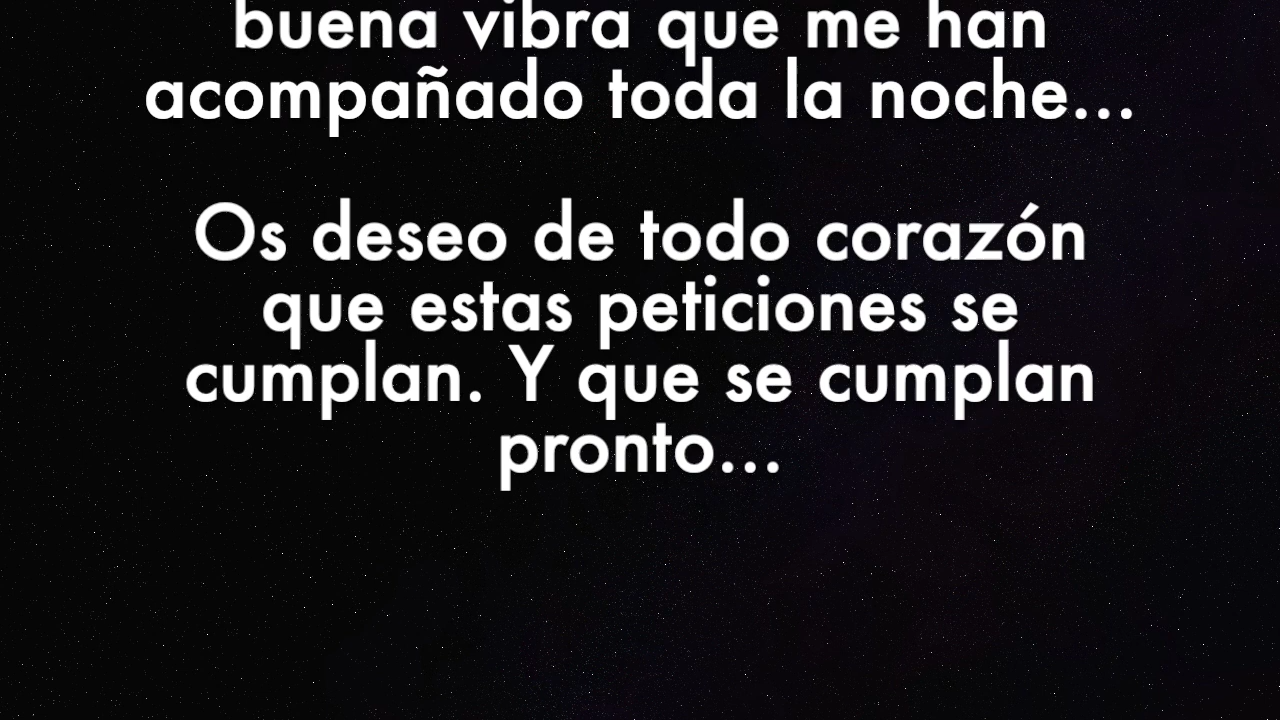 buena vibra que me han
acompañado toda la noche...
Os deseo de todo corazón
que estas peticiones se
cumplan. Y que se cumplan
pronto...